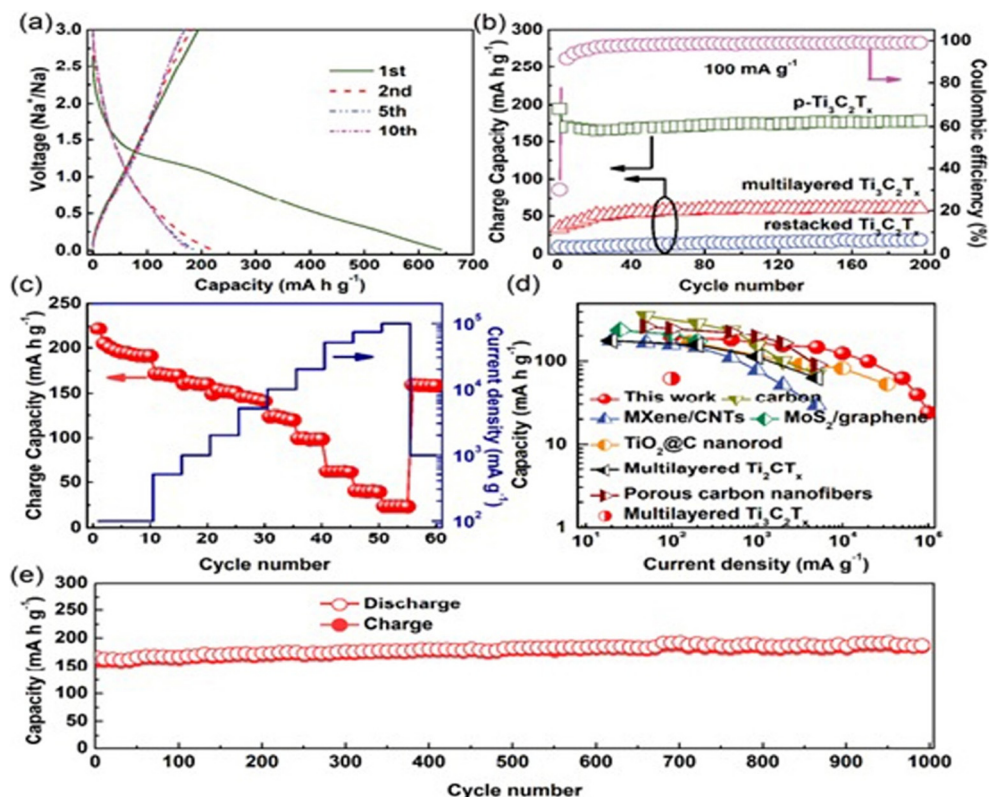 (a)
3.0
2.5
2.0
1.5
1.0
0.5
0.0
Voltage (Na⁺/Na)
1st
2nd
5th
10th
0 100 200 300 400 500 600 700
Capacity (mA h g⁻¹)
(b)
300
250
200
150
100
50
0
Charge Capacity (mA h g⁻¹)
100 mA g⁻¹
p-Ti₃C₂Tₓ
multilayered Ti₃C₂Tₓ
restacked Ti₃C₂Tₓ
100
80
60
40
20
0
Coulombic efficiency (%)
0 40 80 120 160 200
Cycle number
(c)
250
200
150
100
50
0
Charge Capacity (mA h g⁻¹)
10⁵
10⁴
10³
10²
Current density (mA g⁻¹)
0 10 20 30 40 50 60
Cycle number
(d)
100
10
1
Capacity (mA h g⁻¹)
This work carbon
MXene/CNTs MoS₂/graphene
TiO₂@C nanorod
Multilayered Ti₂CTₓ
Porous carbon nanofibers
Multilayered Ti₃C₂Tₓ
10¹ 10² 10³ 10⁴ 10⁵
Current density (mA g⁻¹)
(e)
300
250
200
150
100
50
0
Capacity (mA h g⁻¹)
Discharge
Charge
0 100 200 300 400 500 600 700 800 900 1000
Cycle number